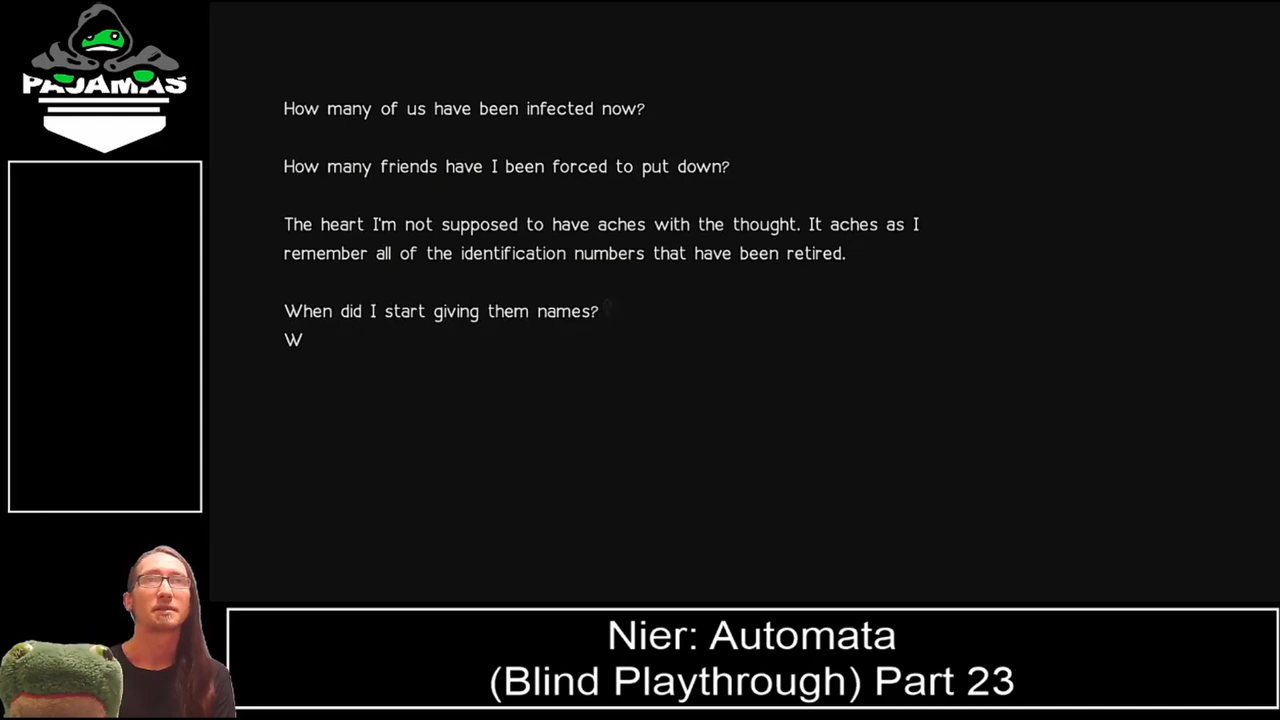 PAJAMAS
How many of us have been infected now?
How many friends have I been forced to put down?
The heart I'm not supposed to have aches with the thought. It aches as I
remember all of the identification numbers that have been retired.
When did I start giving them names?
W
Nier: Automata
(Blind Playthrough) Part 23